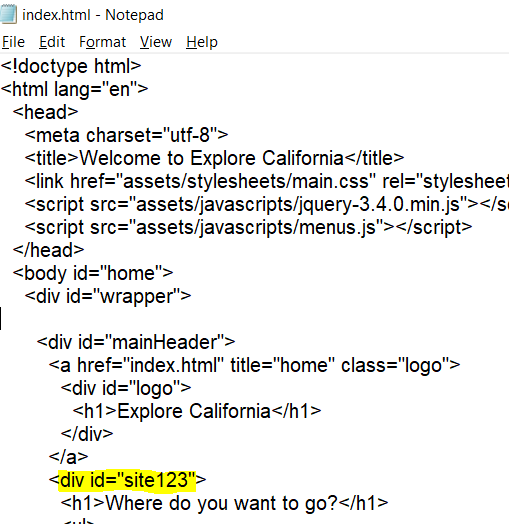 index.html - Notepad
File Edit Format View Help
<!doctype html>
<html lang="en">
<head>
<meta charset="utf-8">
<title>Welcome to Explore California</title>
<link href="assets/stylesheets/main.css" rel="stylesheet
<script src="assets/javascripts/jquery-3.4.0.min.js"></s
<script src="assets/javascripts/menus.js"></script>
</head>
<body id="home">
<div id="wrapper">
<div id="mainHeader">
<a href="index.html" title="home" class="logo">
<div id="logo">
<h1>Explore California</h1>
</div>
</a>
<div id="site123">
<h1>Where do you want to go?</h1>
<ul>